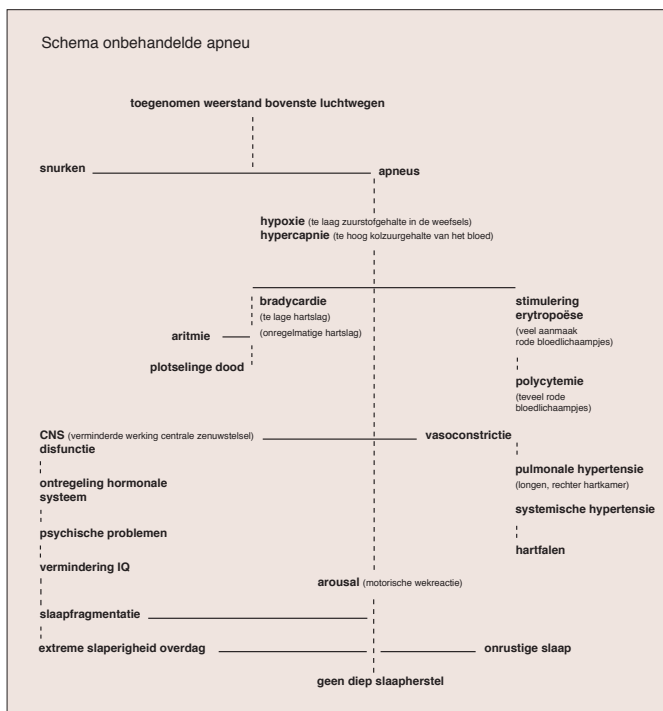 Schema onbehandelde apneu
toegenomen weerstand bovenste luchtwegen
snurken
apneus
hypoxie (te laag zuurstofgehalte in de weefsels)
hypercapnie (te hoog kolzuurgehalte van het bloed)
bradycardie
(te lage hartslag)
aritmie
(onregelmatige hartslag)
plotselinge dood
stimulering
erytropoëse
(veel aanmaak
rode bloedlichaampjes)
polycytemie
(teveel rode
bloedlichaampjes)
CNS (verminderde werking centrale zenuwstelsel)
disfunctie
vasoconstrictie
ontregeling hormonale
systeem
pulmonale hypertensie
(longen, rechter hartkamer)
systemische hypertensie
psychische problemen
hartfalen
vermindering IQ
arousal (motorische wekreactie)
slaapfragmentatie
extreme slaperigheid overdag
onrustige slaap
geen diep slaapherstel